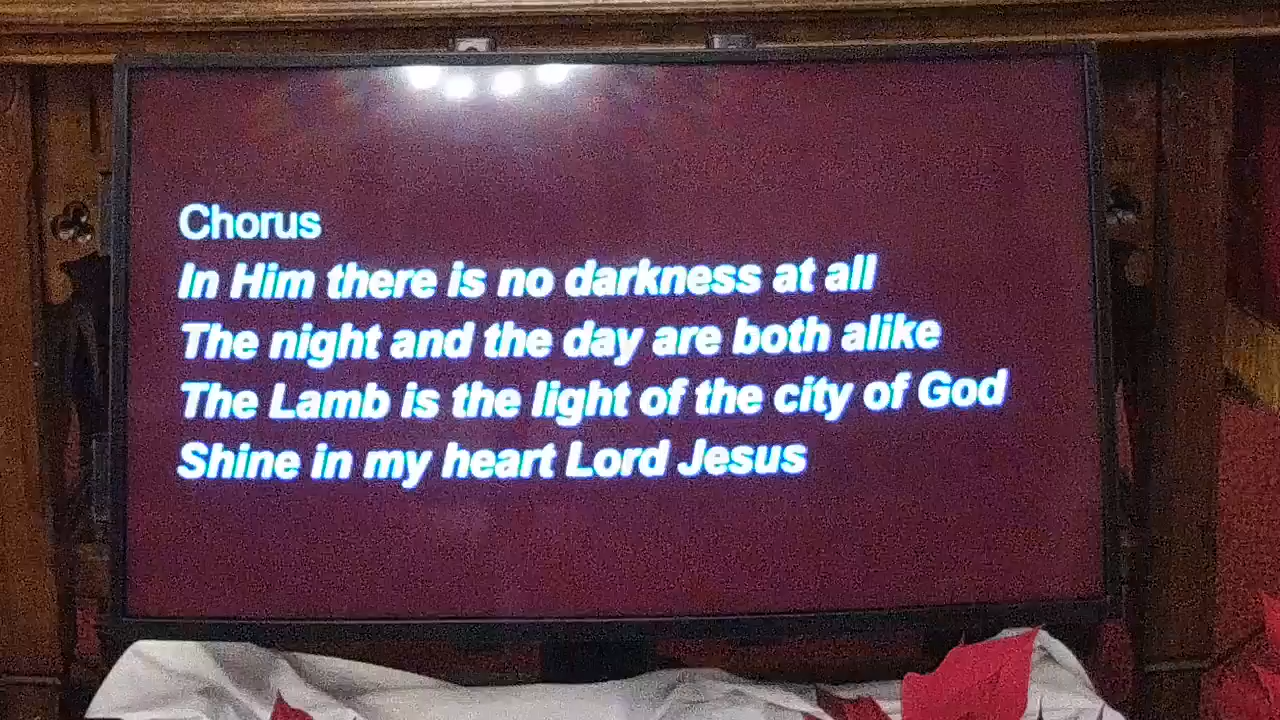 Chorus
In Him there is no darkness at all
The night and the day are both alike
The Lamb is the light of the city of God
Shine in my heart Lord Jesus